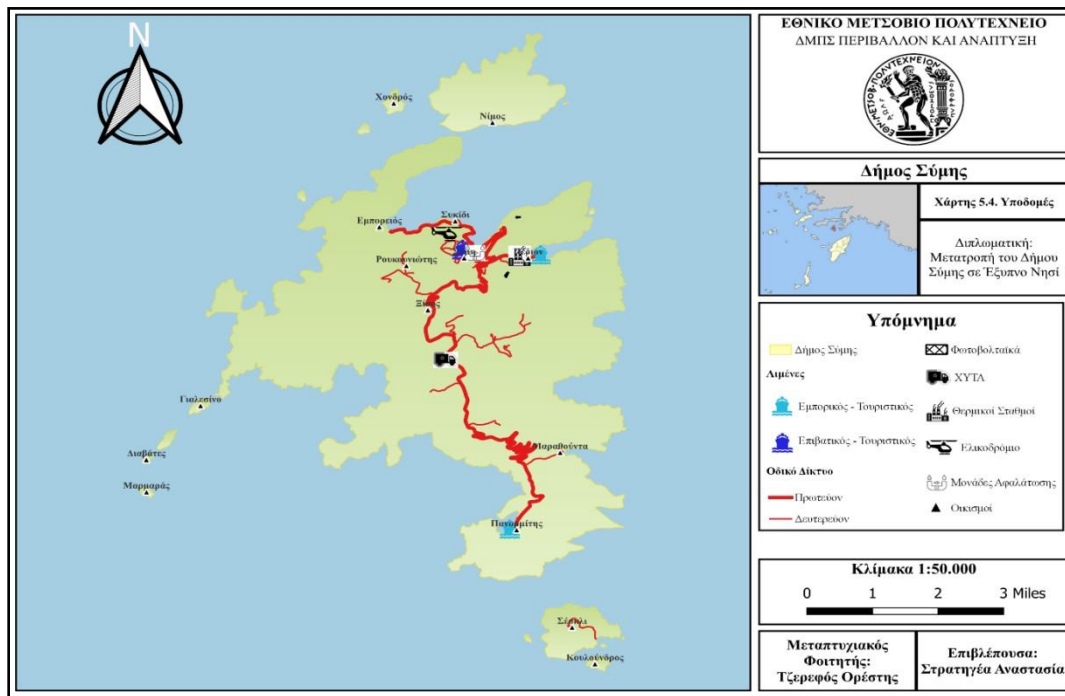 N
Χονδρός
Νίμος
Εμπορειός
Συκίδι
Ρουκουνιώτης
Ξίσος
Γιαλεσίνο
Διαβάτες
Μαρμαράς
Μαραθούντα
Πανορμίτης
Σέσκλι
Κουλούνδρος
ΕΘΝΙΚΟ ΜΕΤΣΟΒΙΟ ΠΟΛΥΤΕΧΝΕΙΟ
ΔΜΠΣ ΠΕΡΙΒΑΛΛΟΝ ΚΑΙ ΑΝΑΠΤΥΞΗ
Δήμος Σύμης
Χάρτης 5.4. Υποδομές
Διπλωματική:
Μετατροπή του Δήμου
Σύμης σε Έξυπνο Νησί
Υπόμνημα
Δήμος Σύμης
Λιμένες
Εμπορικός - Τουριστικός
Επιβατικός - Τουριστικός
Οδικό Δίκτυο
Πρωτεύον
Δευτερεύον
Φωτοβολταϊκά
ΧΥΤΑ
Θερμικοί Σταθμοί
Ελικοδρόμιο
Μονάδες Αφαλάτωσης
Οικισμοί
Κλίμακα 1:50.000
0 1 2 3 Miles
Μεταπτυχιακός
Φοιτητής:
Τζερεφός Ορέστης
Επιβλέπουσα:
Στρατηγέα Αναστασία